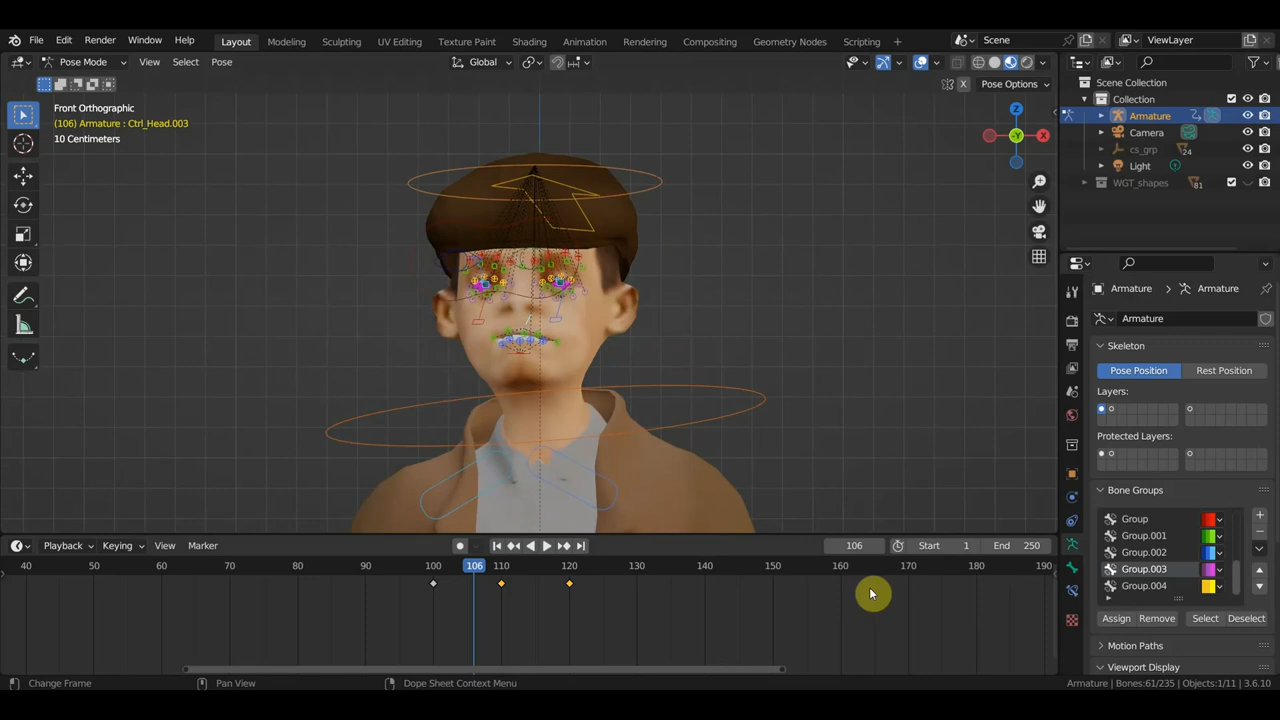 File Edit Render Window Help Layout Modeling Sculpting UV Editing Texture Paint Shading Animation Rendering Compositing Geometry Nodes Scripting + Scene ViewLayer
Pose Mode View Select Pose Global
X Pose Options
Front Orthographic
(106) Armature : Ctrl_Head.003
10 Centimeters
Z
-Y
X
Scene Collection
Collection
Armature
Camera
cs_grp 24
Light
WGT_shapes 81
Armature Armature
Armature
Skeleton
Pose Position Rest Position
Layers:
Protected Layers:
Bone Groups
Group
Group.001
Group.002
Group.003
Group.004
Assign Remove Select Deselect
Motion Paths
Viewport Display
Playback Keying View Marker 106 Start 1 End 250
40 50 60 70 80 90 100 106 110 120 130 140 150 160 170 180 190
Change Frame Pan View Dope Sheet Context Menu Armature | Bones:61/235 | Objects:1/11 | 3.6.10